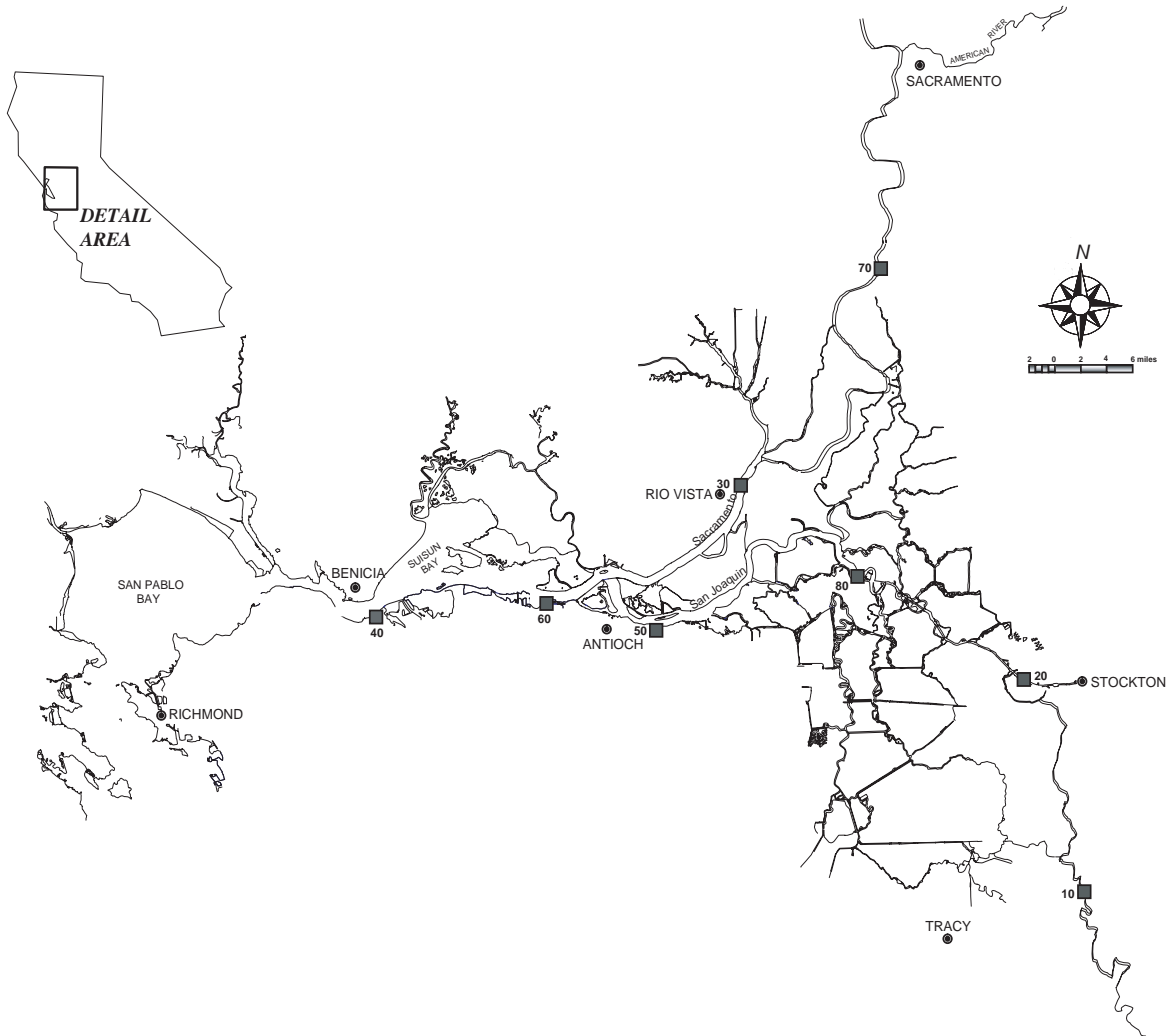 AMERICAN RIVER
SACRAMENTO
DETAIL
AREA
N
70
2 0 2 4 6 miles
30
RIO VISTA
Sacramento
SUISUN
BAY
BENICIA
SAN PABLO
BAY
San Joaquin
80
40
60
50
ANTIOCH
20
STOCKTON
RICHMOND
10
TRACY